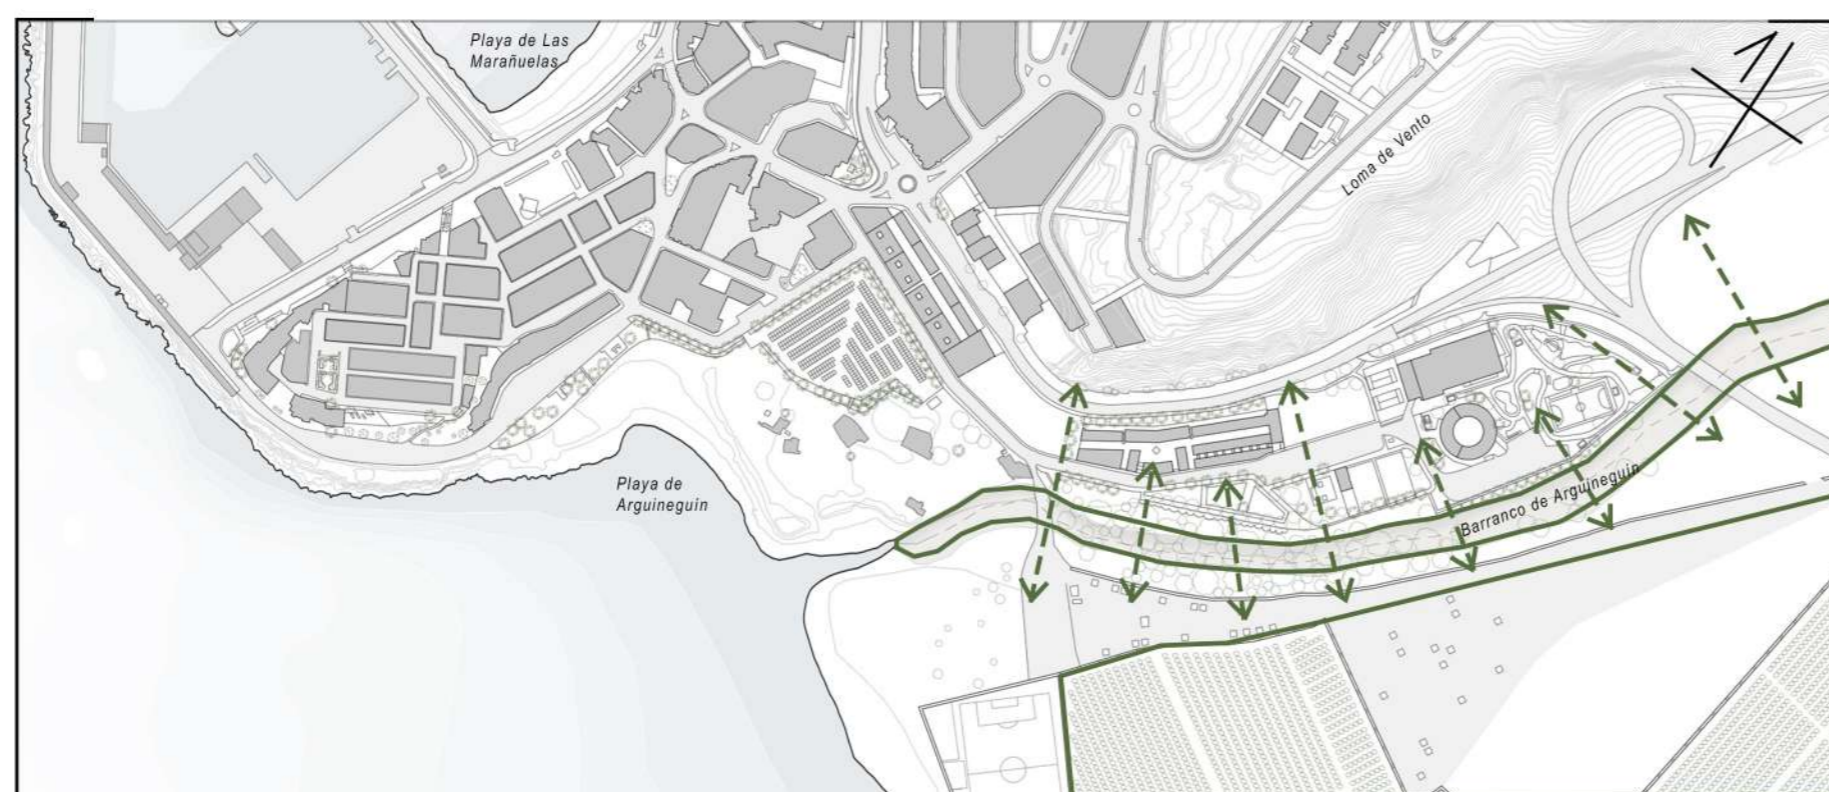 Playa de Las
Marañuelas
Loma de Vento
Playa de
Arguineguín
Barranco de Arguineguín